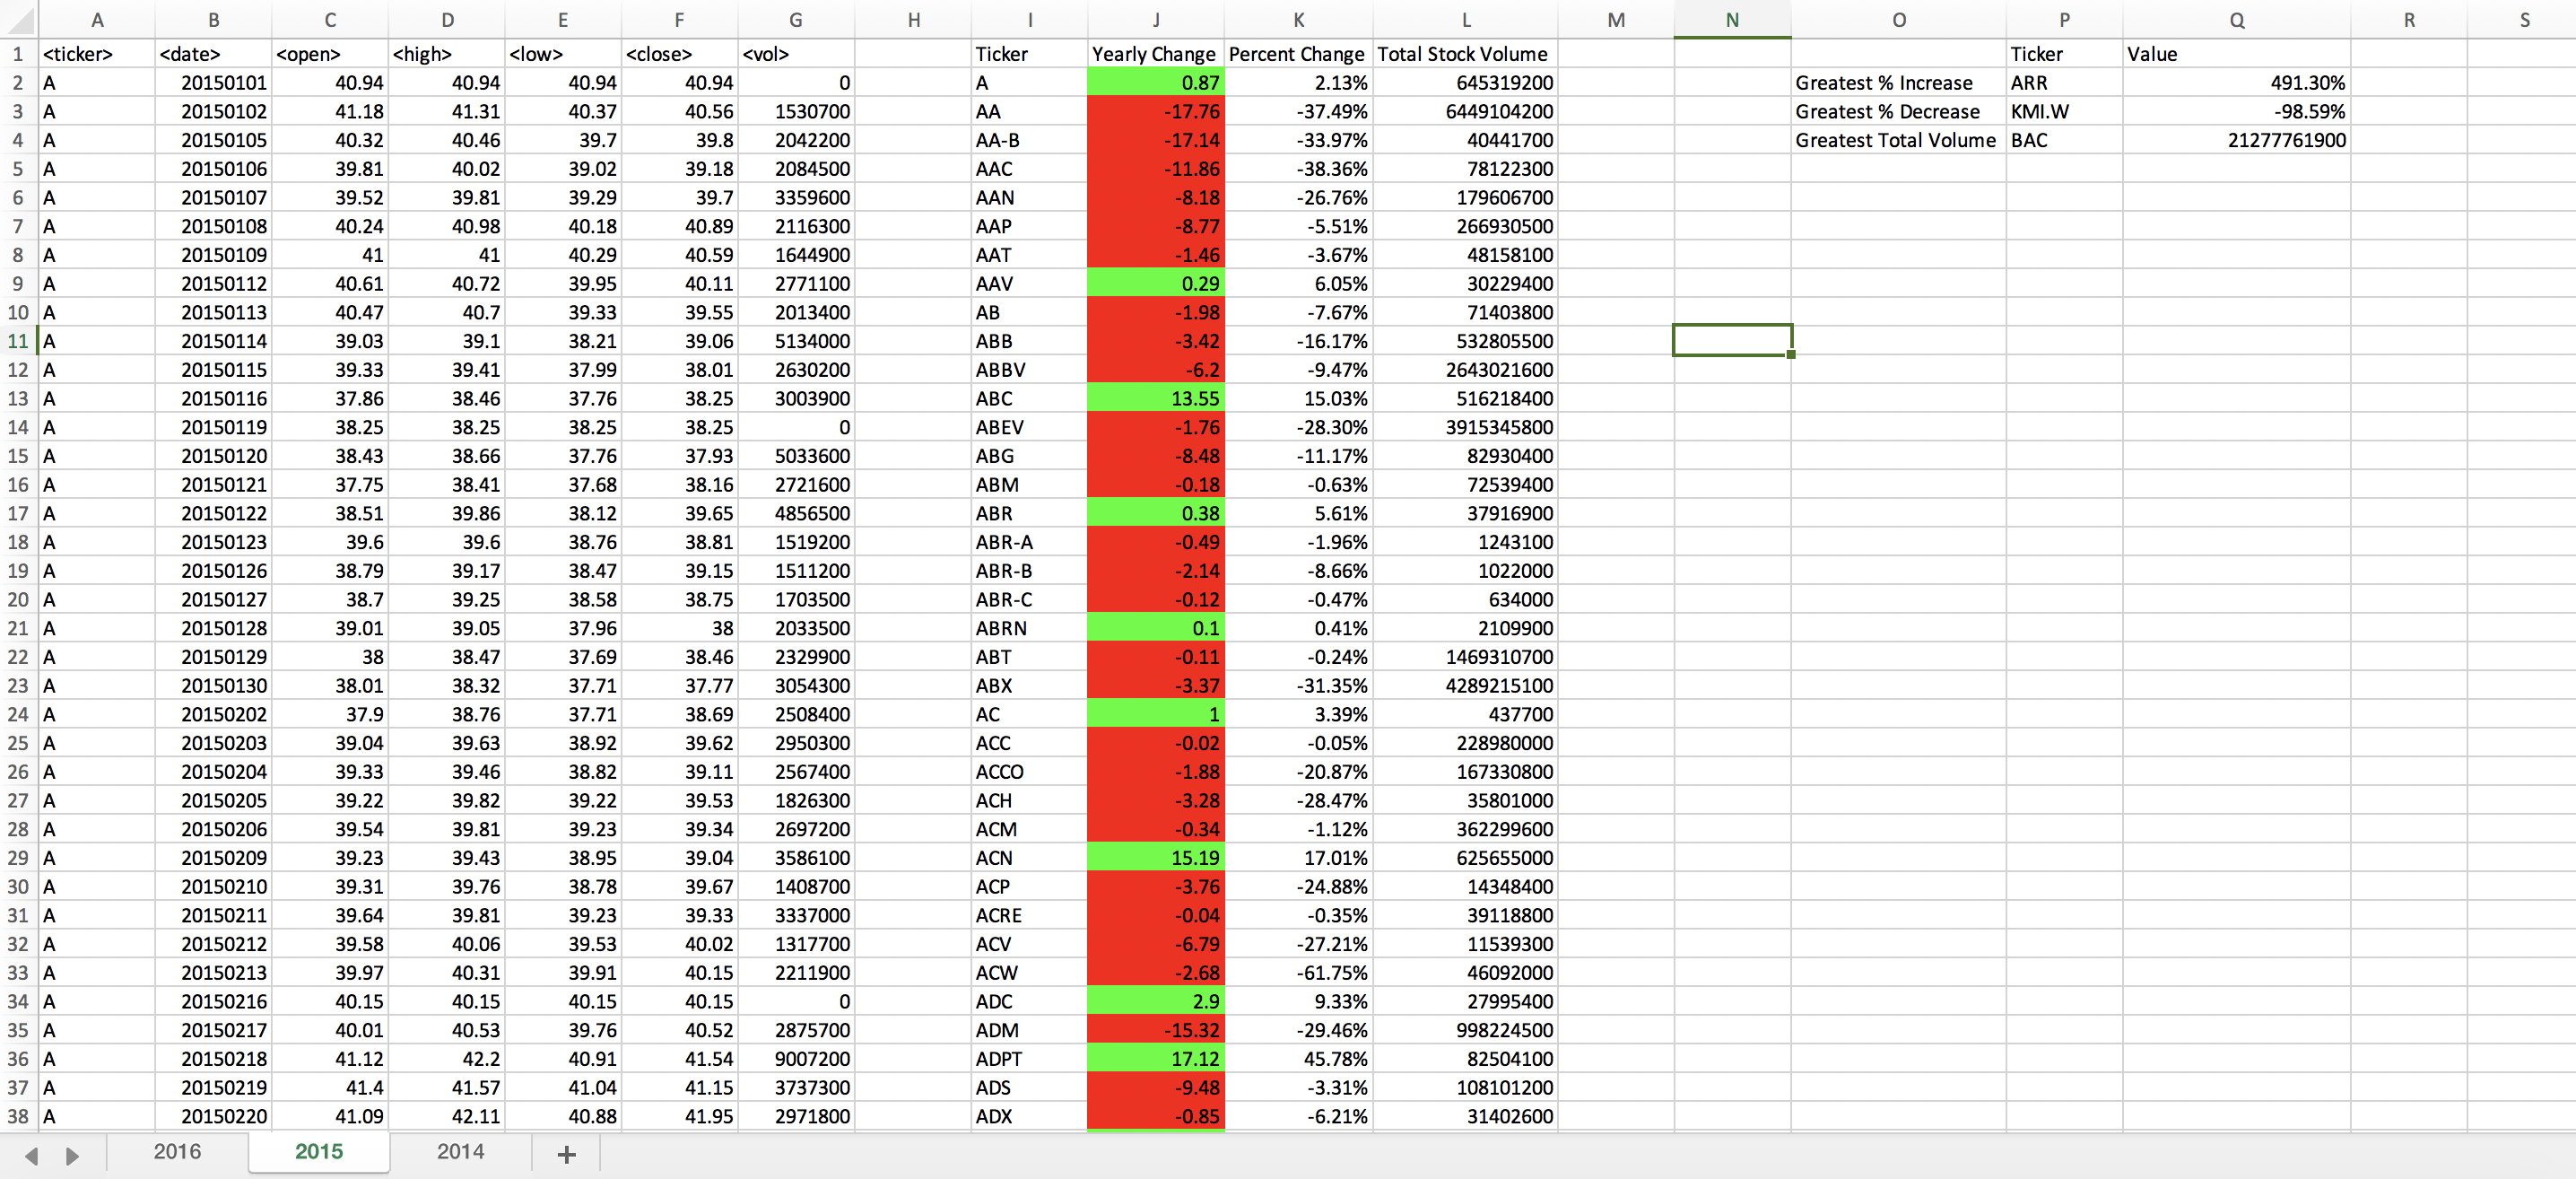 A B C D E F G H I J K L M N O P Q R S
1 <ticker> <date> <open> <high> <low> <close> <vol> Ticker Yearly Change Percent Change Total Stock Volume Ticker Value
2 A 20150101 40.94 40.94 40.94 40.94 0 A 0.87 2.13% 645319200 Greatest % Increase ARR 491.30%
3 A 20150102 41.18 41.31 40.37 40.56 1530700 AA -17.76 -37.49% 6449104200 Greatest % Decrease KMI.W -98.59%
4 A 20150105 40.32 40.46 39.7 39.8 2042200 AA-B -17.14 -33.97% 40441700 Greatest Total Volume BAC 21277761900
5 A 20150106 39.81 40.02 39.02 39.18 2084500 AAC -11.86 -38.36% 78122300
6 A 20150107 39.52 39.81 39.29 39.7 3359600 AAN -8.18 -26.76% 179606700
7 A 20150108 40.24 40.98 40.18 40.89 2116300 AAP -8.77 -5.51% 266930500
8 A 20150109 41 41 40.29 40.59 1644900 AAT -1.46 -3.67% 48158100
9 A 20150112 40.61 40.72 39.95 40.11 2771100 AAV 0.29 6.05% 30229400
10 A 20150113 40.47 40.7 39.33 39.55 2013400 AB -1.98 -7.67% 71403800
11 A 20150114 39.03 39.1 38.21 39.06 5134000 ABB -3.42 -16.17% 532805500
12 A 20150115 39.33 39.41 37.99 38.01 2630200 ABBV -6.2 -9.47% 2643021600
13 A 20150116 37.86 38.46 37.76 38.25 3003900 ABC 13.55 15.03% 516218400
14 A 20150119 38.25 38.25 38.25 38.25 0 ABEV -1.76 -28.30% 3915345800
15 A 20150120 38.43 38.66 37.76 37.93 5033600 ABG -8.48 -11.17% 82930400
16 A 20150121 37.75 38.41 37.68 38.16 2721600 ABM -0.18 -0.63% 72539400
17 A 20150122 38.51 39.86 38.12 39.65 4856500 ABR 0.38 5.61% 37916900
18 A 20150123 39.6 39.6 38.76 38.81 1519200 ABR-A -0.49 -1.96% 1243100
19 A 20150126 38.79 39.17 38.47 39.15 1511200 ABR-B -2.14 -8.66% 1022000
20 A 20150127 38.7 39.25 38.58 38.75 1703500 ABR-C -0.12 -0.47% 634000
21 A 20150128 39.01 39.05 37.96 38 2033500 ABRN 0.1 0.41% 2109900
22 A 20150129 38 38.47 37.69 38.46 2329900 ABT -0.11 -0.24% 1469310700
23 A 20150130 38.01 38.32 37.71 37.77 3054300 ABX -3.37 -31.35% 4289215100
24 A 20150202 37.9 38.76 37.71 38.69 2508400 AC 1 3.39% 437700
25 A 20150203 39.04 39.63 38.92 39.62 2950300 ACC -0.02 -0.05% 228980000
26 A 20150204 39.33 39.46 38.82 39.11 2567400 ACCO -1.88 -20.87% 167330800
27 A 20150205 39.22 39.82 39.22 39.53 1826300 ACH -3.28 -28.47% 35801000
28 A 20150206 39.54 39.81 39.23 39.34 2697200 ACM -0.34 -1.12% 362299600
29 A 20150209 39.23 39.43 38.95 39.04 3586100 ACN 15.19 17.01% 625655000
30 A 20150210 39.31 39.76 38.78 39.67 1408700 ACP -3.76 -24.88% 14348400
31 A 20150211 39.64 39.81 39.23 39.33 3337000 ACRE -0.04 -0.35% 39118800
32 A 20150212 39.58 40.06 39.53 40.02 1317700 ACV -6.79 -27.21% 11539300
33 A 20150213 39.97 40.31 39.91 40.15 2211900 ACW -2.68 -61.75% 46092000
34 A 20150216 40.15 40.15 40.15 40.15 0 ADC 2.9 9.33% 27995400
35 A 20150217 40.01 40.53 39.76 40.52 2875700 ADM -15.32 -29.46% 998224500
36 A 20150218 41.12 42.2 40.91 41.54 9007200 ADPT 17.12 45.78% 82504100
37 A 20150219 41.4 41.57 41.04 41.15 3737300 ADS -9.48 -3.31% 108101200
38 A 20150220 41.09 42.11 40.88 41.95 2971800 ADX -0.85 -6.21% 31402600
2016 2015 2014 +